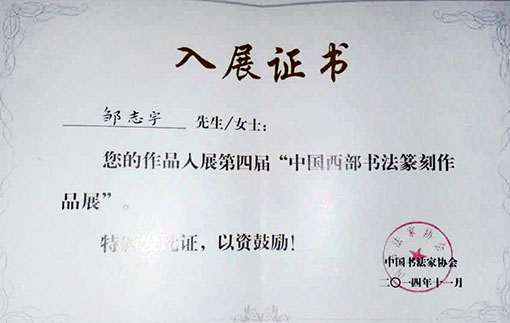 入展证书
邹志宇 先生/女士：
您的作品入展第四届“中国西部书法篆刻作
品展”。
特颁发此证，以资鼓励！
中国书法家协会
二〇一四年十一月